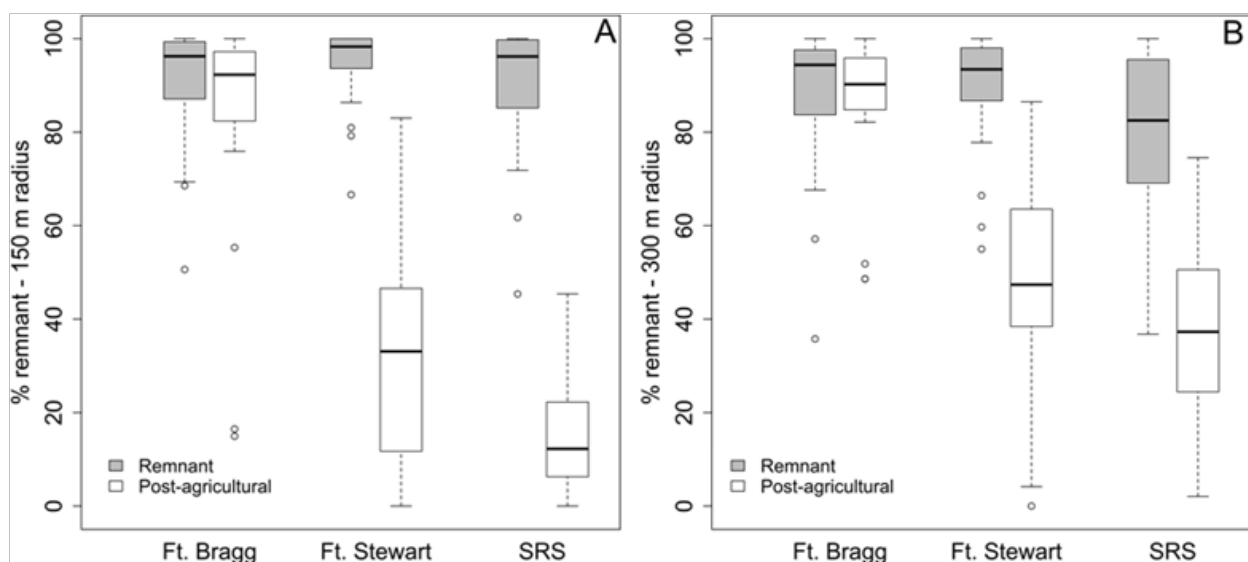 A
% remnant - 150 m radius
100
80
60
40
20
0
Remnant
Post-agricultural
Ft. Bragg Ft. Stewart SRS
B
% remnant - 300 m radius
100
80
60
40
20
0
Remnant
Post-agricultural
Ft. Bragg Ft. Stewart SRS